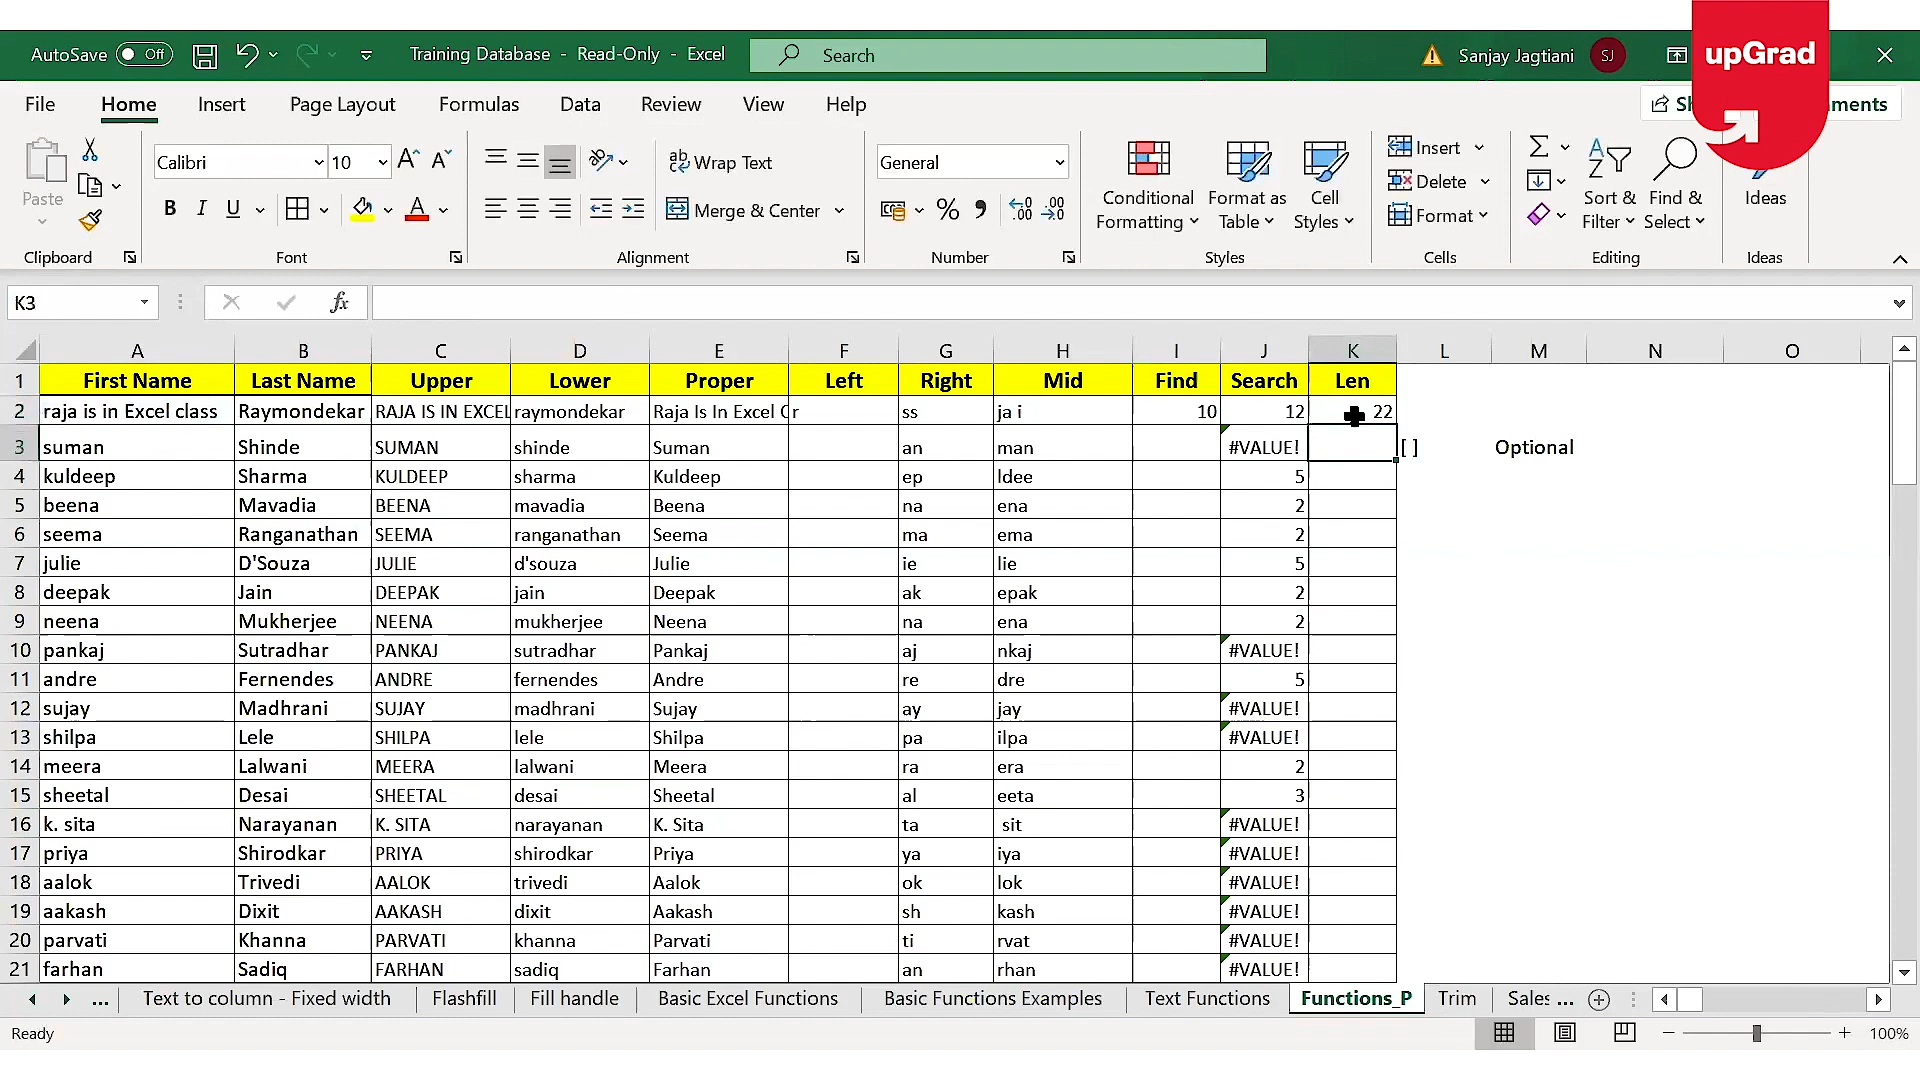 AutoSave Off Training Database - Read-Only - Excel Search Sanjay Jagtiani SJ
upGrad
File Home Insert Page Layout Formulas Data Review View Help
Paste
Calibri 10
B I U
Wrap Text
Merge & Center
General
Conditional Formatting
Format as Table
Cell Styles
Insert
Delete
Format
Sort & Filter
Find & Select
Ideas
Clipboard Font Alignment Number Styles Cells Editing Ideas
K3 fx
A B C D E F G H I J K L M N O
1 First Name Last Name Upper Lower Proper Left Right Mid Find Search Len
2 raja is in Excel class Raymondekar RAJA IS IN EXCEL raymondekar Raja Is In Excel C r ss ja i 10 12 22
3 suman Shinde SUMAN shinde Suman an man #VALUE! [ ] Optional
4 kuldeep Sharma KULDEEP sharma Kuldeep ep ldee 5
5 beena Mavadia BEENA mavadia Beena na ena 2
6 seema Ranganathan SEEMA ranganathan Seema ma ema 2
7 julie D'Souza JULIE d'souza Julie ie lie 5
8 deepak Jain DEEPAK jain Deepak ak epak 2
9 neena Mukherjee NEENA mukherjee Neena na ena 2
10 pankaj Sutradhar PANKAJ sutradhar Pankaj aj nkaj #VALUE!
11 andre Fernendes ANDRE fernendes Andre re dre 5
12 sujay Madhrani SUJAY madhrani Sujay ay jay #VALUE!
13 shilpa Lele SHILPA lele Shilpa pa ilpa #VALUE!
14 meera Lalwani MEERA lalwani Meera ra era 2
15 sheetal Desai SHEETAL desai Sheetal al eeta 3
16 k. sita Narayanan K. SITA narayanan K. Sita ta sit #VALUE!
17 priya Shirodkar PRIYA shirodkar Priya ya iya #VALUE!
18 aalok Trivedi AALOK trivedi Aalok ok lok #VALUE!
19 aakash Dixit AAKASH dixit Aakash sh kash #VALUE!
20 parvati Khanna PARVATI khanna Parvati ti rvat #VALUE!
21 farhan Sadiq FARHAN sadiq Farhan an rhan #VALUE!
... Text to column - Fixed width Flashfill Fill handle Basic Excel Functions Basic Functions Examples Text Functions Functions_P Trim Sales ...
Ready 100%